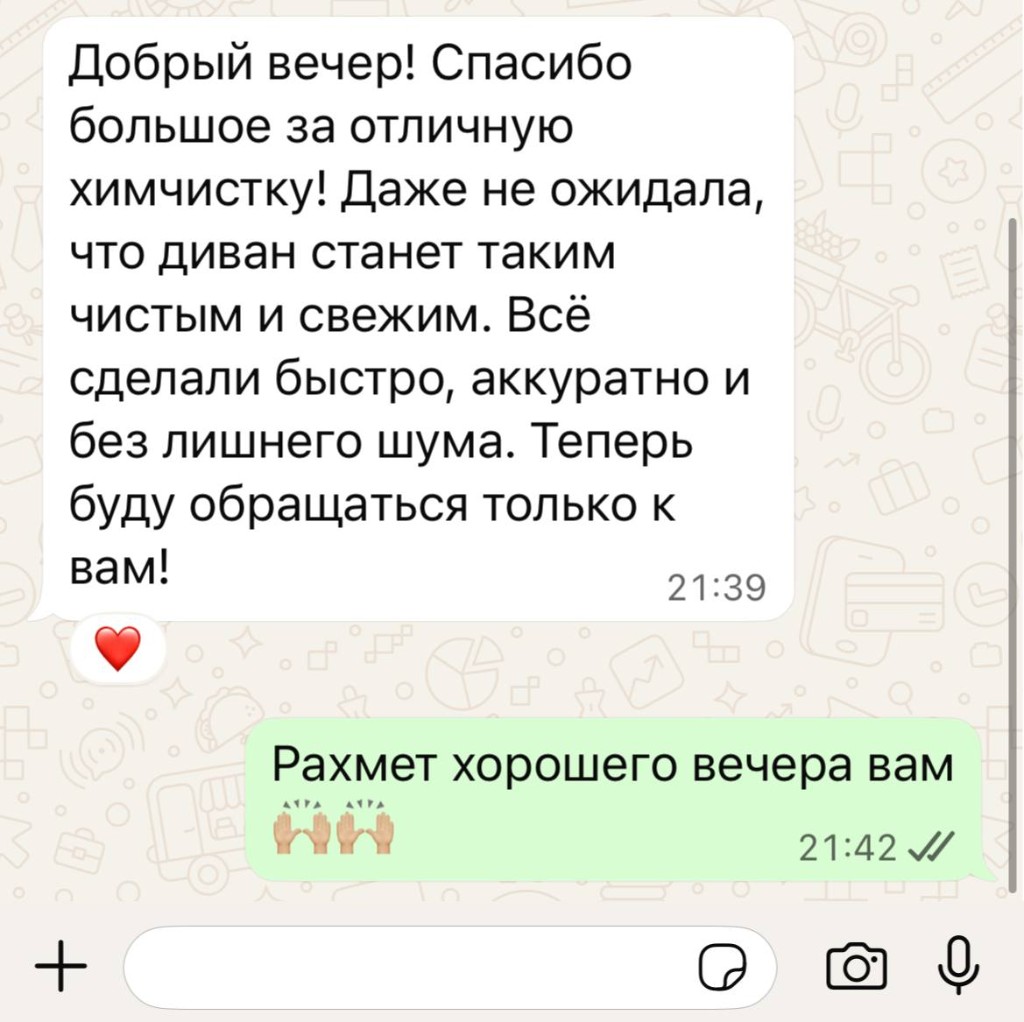 Добрый вечер! Спасибо
большое за отличную
химчистку! Даже не ожидала,
что диван станет таким
чистым и свежим. Всё
сделали быстро, аккуратно и
без лишнего шума. Теперь
буду обращаться только к
вам!
21:39
❤️
Рахмет хорошего вечера вам
🙌🏼🙌🏼
21:42